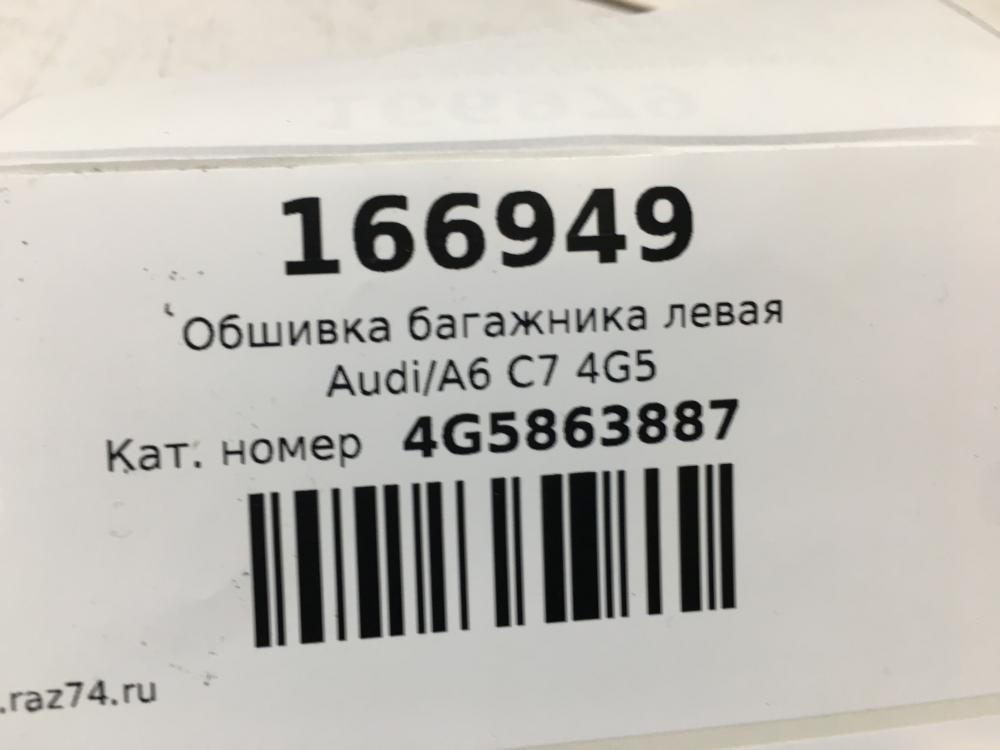 166949
Обшивка багажника левая
Audi/A6 C7 4G5
Кат. номер 4G5863887
.raz74.ru